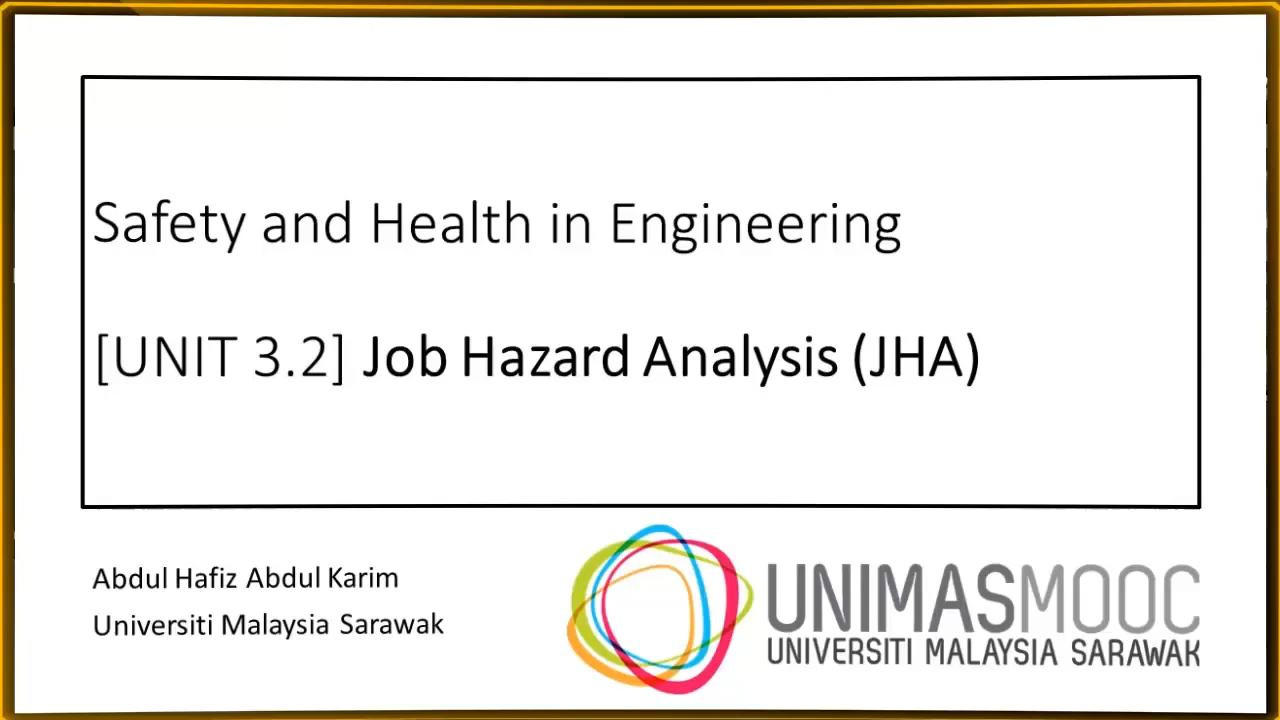 Safety and Health in Engineering
[UNIT 3.2] Job Hazard Analysis (JHA)
Abdul Hafiz Abdul Karim
Universiti Malaysia Sarawak
UNIMASMOOC
UNIVERSITI MALAYSIA SARAWAK